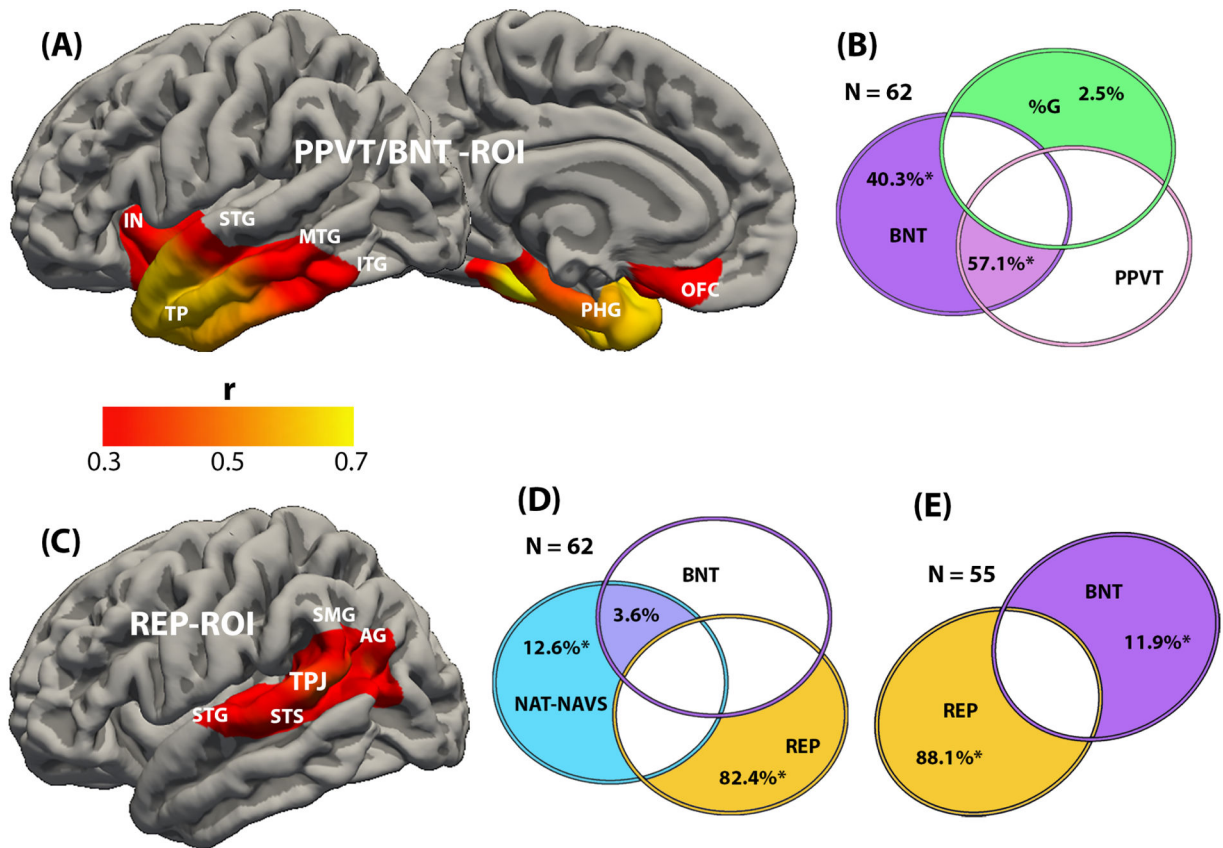 (A)
PPVT/BNT -ROI
IN
STG
MTG
ITG
TP
PHG
OFC
r
0.3
0.5
0.7
(B)
N = 62
%G
2.5%
40.3%*
BNT
57.1%*
PPVT
(C)
REP-ROI
SMG
AG
TPJ
STG
STS
(D)
N = 62
BNT
3.6%
12.6%*
NAT-NAVS
REP
82.4%*
(E)
N = 55
BNT
11.9%*
REP
88.1%*